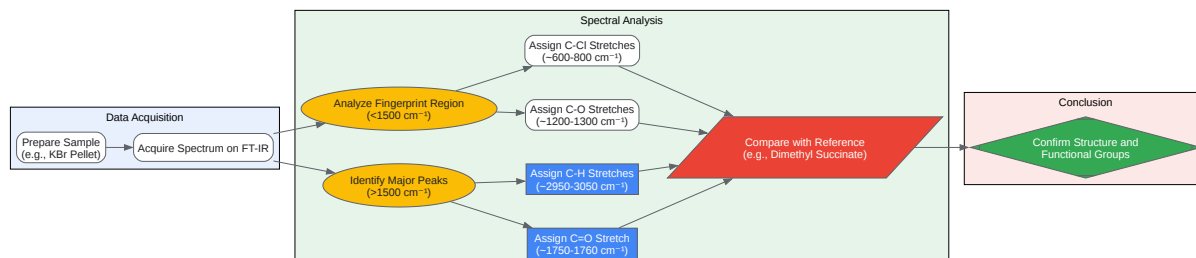 Spectral Analysis
Assign C-Cl Stretches
(~600-800 cm⁻¹)
Analyze Fingerprint Region
(<1500 cm⁻¹)
Conclusion
Data Acquisition
Assign C-O Stretches
(~1200-1300 cm⁻¹)
Prepare Sample
(e.g., KBr Pellet)
Acquire Spectrum on FT-IR
Compare with Reference
(e.g., Dimethyl Succinate)
Confirm Structure and
Functional Groups
Identify Major Peaks
(>1500 cm⁻¹)
Assign C-H Stretches
(~2950-3050 cm⁻¹)
Assign C=O Stretch
(~1750-1760 cm⁻¹)